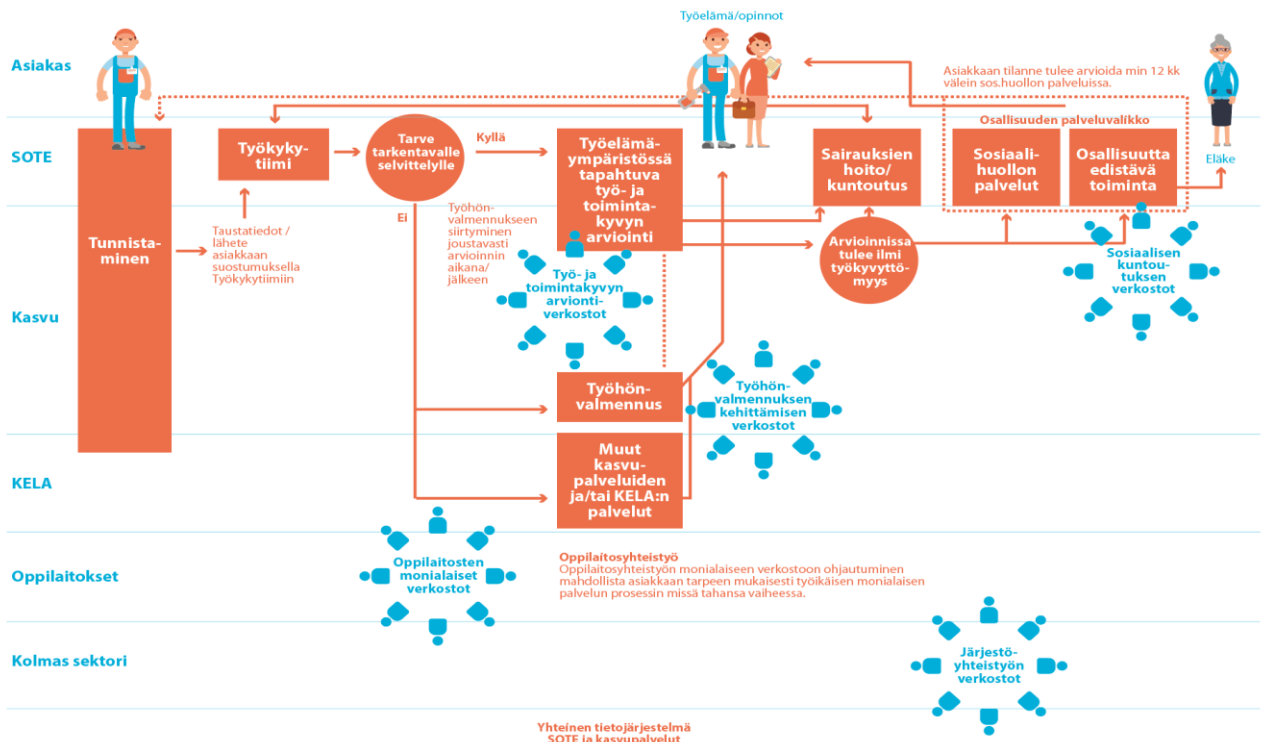 Työelämä/opinnot
Asiakas
Asiakkaan tilanne tulee arvioida min 12 kk
välein sos.huollon palveluissa.
Osallisuuden palveluvalikko
SOTE
Työkyky-
tiimi
Tarve
tarkentavalle
selvittelylle
Kyllä
Ei
Työelämä-
ympäristössä
tapahtuva
työ- ja
toiminta-
kyvyn
arviointi
Sairauksien
hoito/
kuntoutus
Sosiaali-
huollon
palvelut
Osallisuutta
edistävä
toiminta
Eläke
Tunnista-
minen
Taustatiedot /
lähete
asiakkaan
suostumuksella
Työkykytiimiin
Työhön-
valmennukseen
siirtyminen
joustavasti
arvioinnin
aikana/
jälkeen
Työ- ja
toimintakyvyn
arvionti-
verkostot
Arvioinnissa
tulee ilmi
työkyvyttö-
myys
Sosiaalisen
kuntou-
tuksen
verkostot
Kasvu
Työhön-
valmennus
Työhön-
valmennuksen
kehittämisen
verkostot
KELA
Muut
kasvu-
palveluiden
ja/tai KELA:n
palvelut
Oppilaitokset
Oppilaitosten
monialaiset
verkostot
Oppilaitosyhteistyö
Oppilaitosyhteistyön monialaiseen verkostoon ohjautuminen
mahdollista asiakkaan tarpeen mukaisesti työikäisen monialaisen
palvelun prosessin missä tahansa vaiheessa.
Kolmas sektori
Järjestö-
yhteistyön
verkostot
Yhteinen tietojärjestelmä
SOTE ja kasvupalvelut